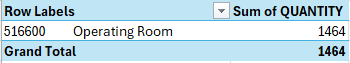 Row Labels Sum of QUANTITY
516600 Operating Room 1464
Grand Total 1464